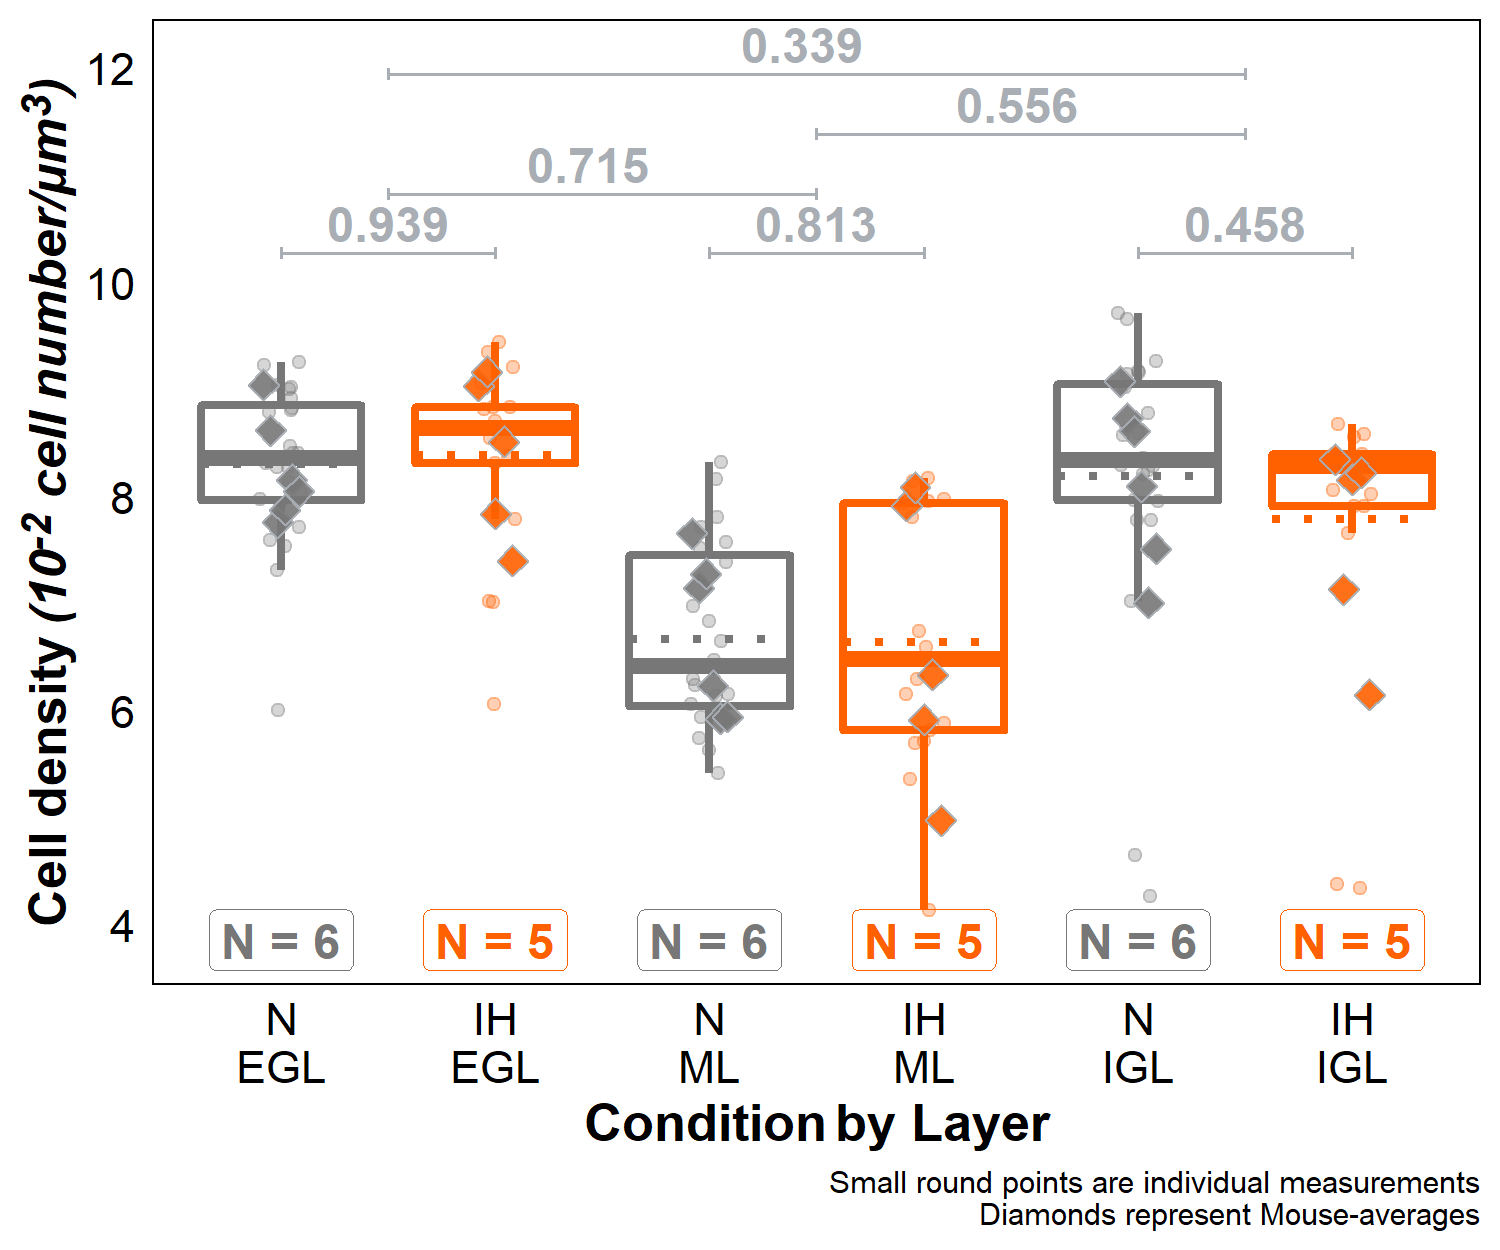 Cell density (10⁻² cell number/µm³)
12
10
8
6
4
0.339
0.556
0.715
0.939
0.813
0.458
N = 6
N = 5
N = 6
N = 5
N = 6
N = 5
N
EGL
IH
EGL
N
ML
IH
ML
N
IGL
IH
IGL
Condition by Layer
Small round points are individual measurements
Diamonds represent Mouse-averages